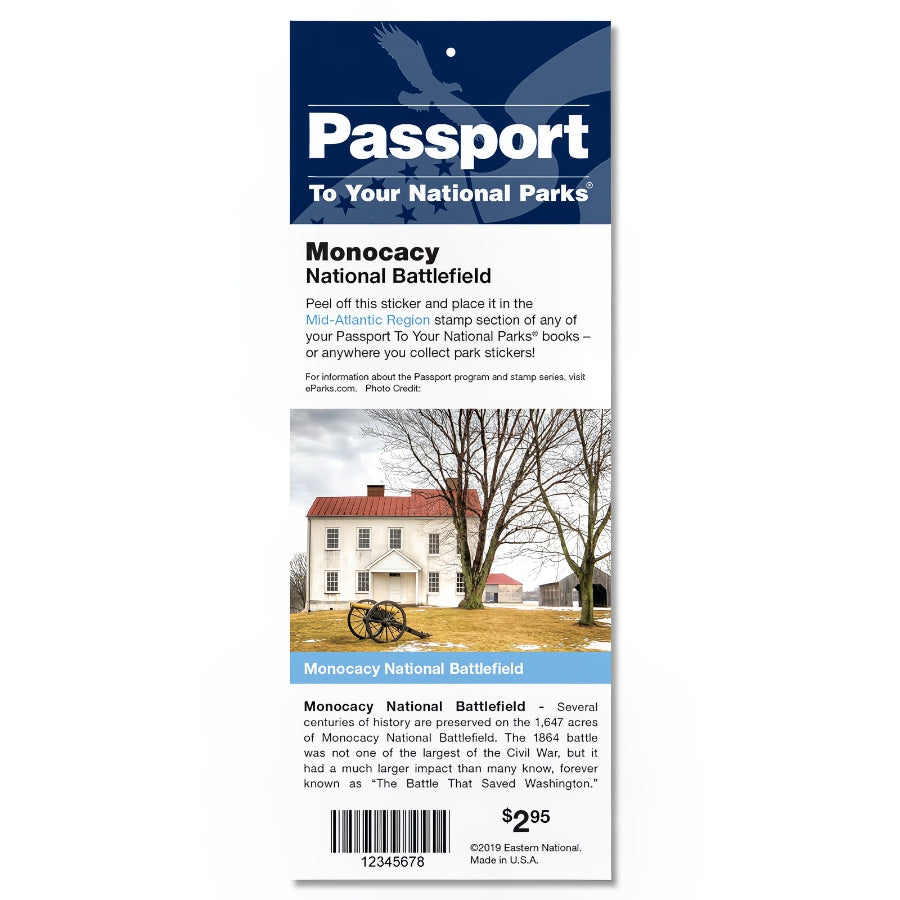 Passport
To Your National Parks®
Monocacy
National Battlefield
Peel off this sticker and place it in the
Mid-Atlantic Region stamp section of any of
your Passport To Your National Parks® books –
or anywhere you collect park stickers!
For information about the Passport program and stamp series, visit
eParks.com. Photo Credit:
Monocacy National Battlefield
Monocacy National Battlefield - Several
centuries of history are preserved on the 1,647 acres
of Monocacy National Battlefield. The 1864 battle
was not one of the largest of the Civil War, but it
had a much larger impact than many know, forever
known as “The Battle That Saved Washington.”
$2.95
12345678
©2019 Eastern National.
Made in U.S.A.